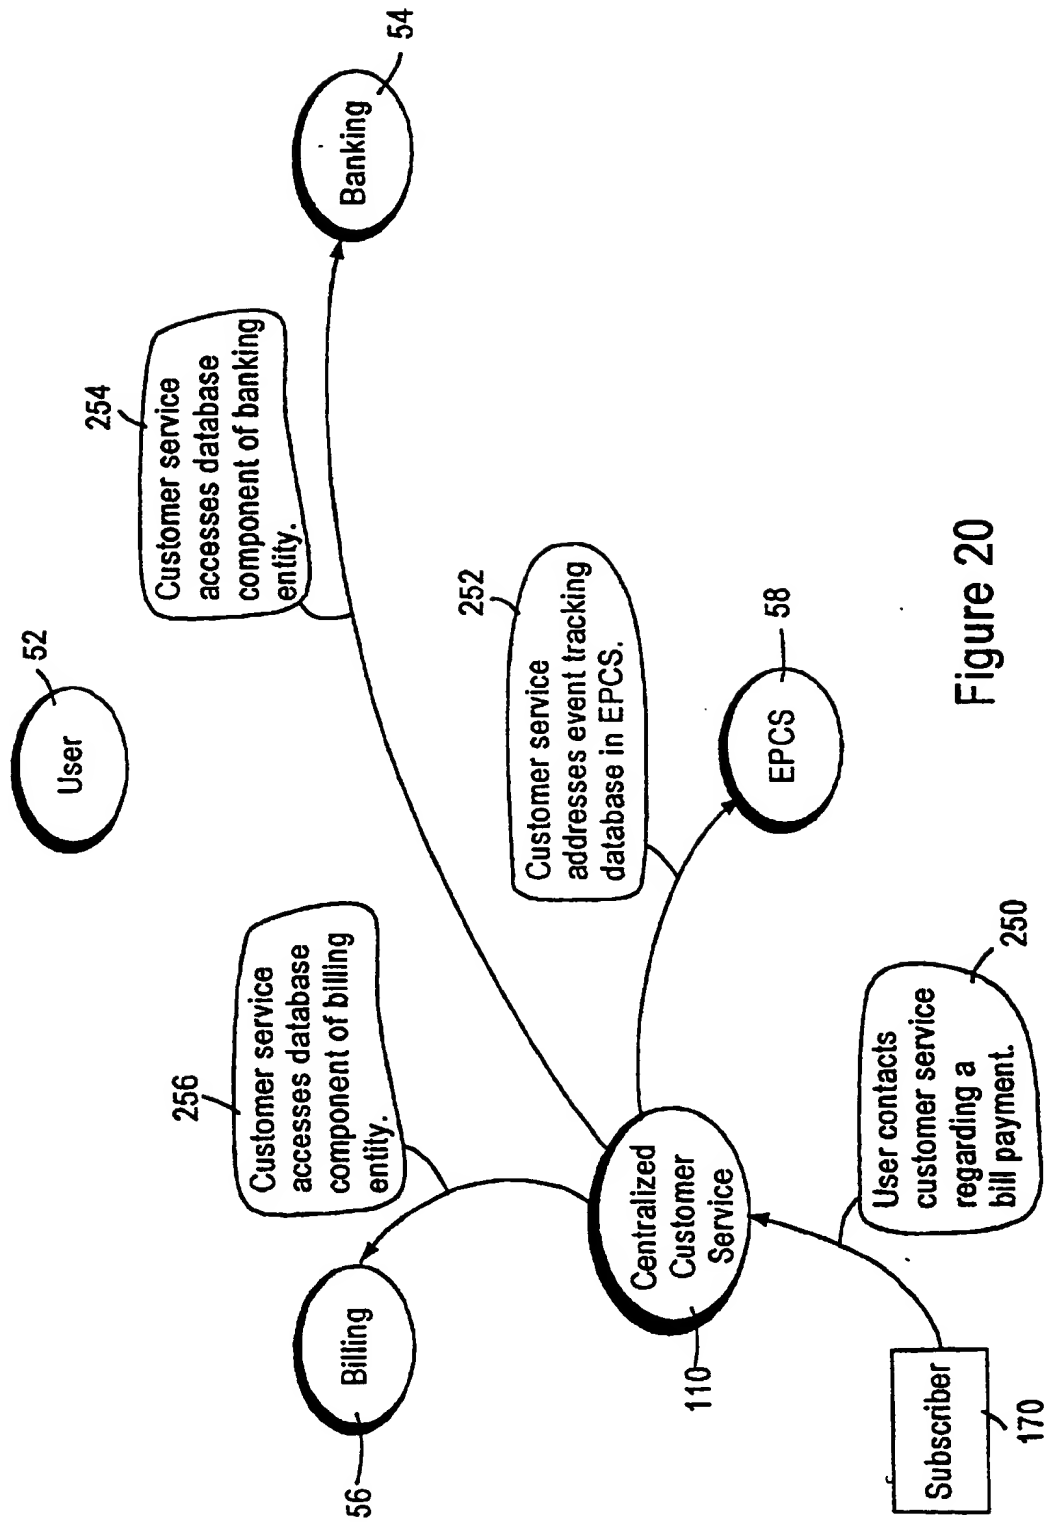 User
52
Banking
54
Customer service
accesses database
component of banking
entity.
254
Customer service
accesses database
component of billing
entity.
256
Billing
56
Customer service
addresses event tracking
database in EPCS.
252
EPCS
58
Centralized
Customer
Service
110
User contacts
customer service
regarding a
bill payment.
250
Subscriber
170
Figure 20